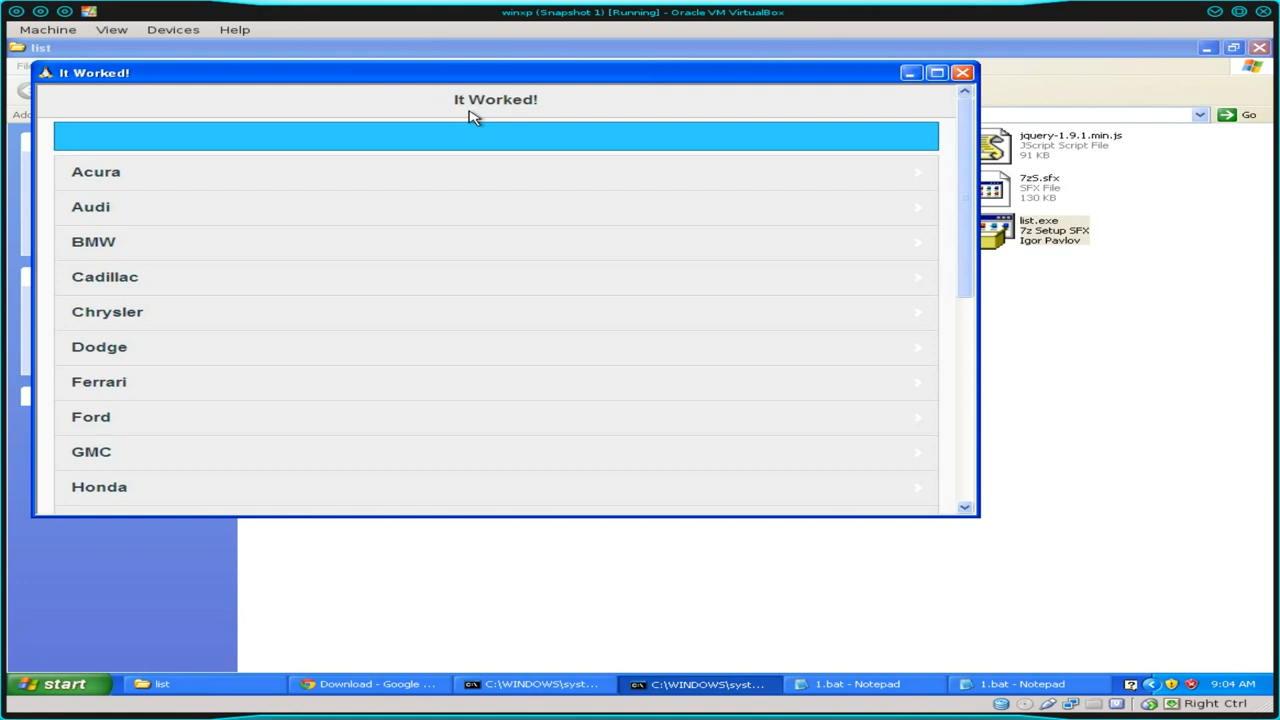 winxp (Snapshot 1) [Running] - Oracle VM VirtualBox
Machine View Devices Help
list
It Worked!
It Worked!
Go
Acura
Audi
BMW
Cadillac
Chrysler
Dodge
Ferrari
Ford
GMC
Honda
jquery-1.9.1.min.js
JScript Script File
91 KB
7zS.sfx
SFX File
130 KB
list.exe
7z Setup SFX
Igor Pavlov
start
list
Download - Google ...
C:\WINDOWS\syst...
C:\WINDOWS\syst...
1.bat - Notepad
1.bat - Notepad
9:04 AM
Right Ctrl